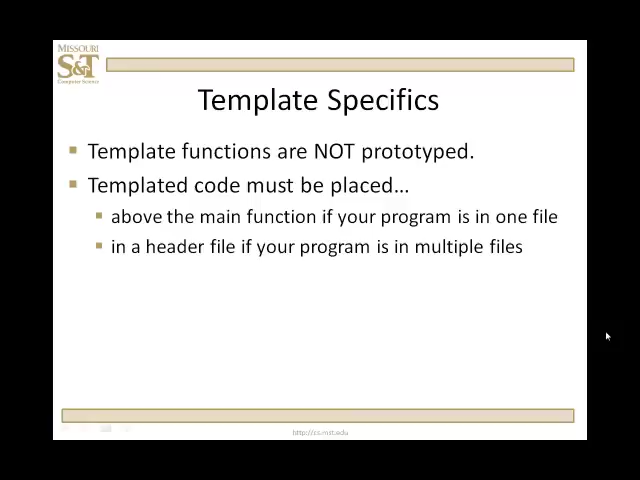 MISSOURI
S&T
Computer Science
Template Specifics
Template functions are NOT prototyped.
Templated code must be placed…
above the main function if your program is in one file
in a header file if your program is in multiple files
http://cs.mst.edu